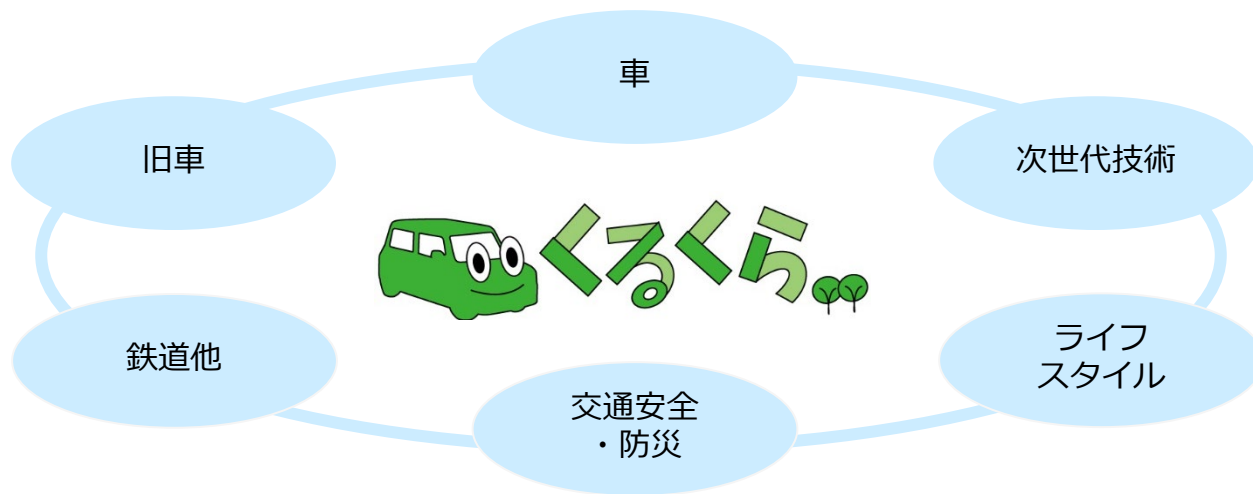 車
旧車
次世代技術
くるくら
鉄道他
ライフ
スタイル
交通安全
・防災